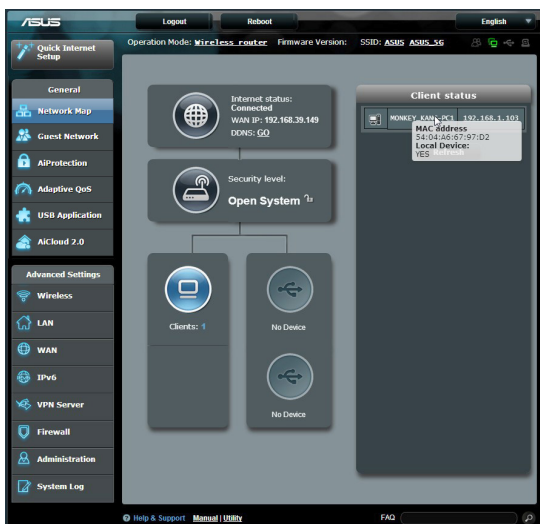 ASUS
Logout
Reboot
English
Quick Internet
Setup
Operation Mode: Wireless router Firmware Version: SSID: ASUS ASUS_5G
General
Network Map
Guest Network
AiProtection
Adaptive QoS
USB Application
AiCloud 2.0
Advanced Settings
Wireless
LAN
WAN
IPv6
VPN Server
Firewall
Administration
System Log
Internet status:
Connected
WAN IP: 192.168.39.149
DDNS: GO
Security level:
Open System
Clients: 1
No Device
No Device
Client status
MONKEY_KANG-PC1 192.168.1.103
MAC address
54:04:A6:67:97:D2
Local Device:
YES
Help & Support Manual | Utility
FAQ